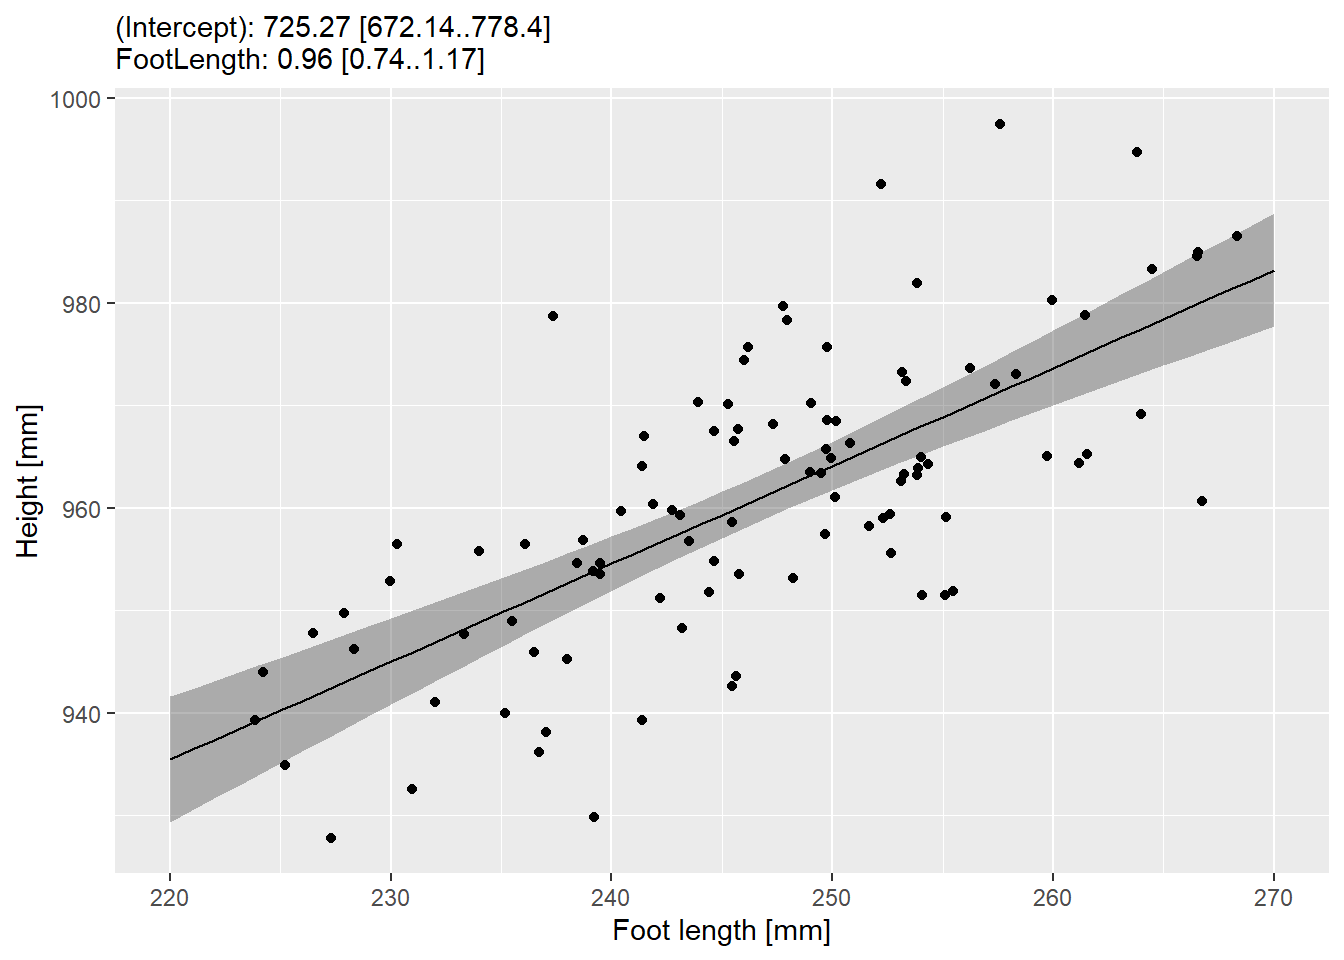 (Intercept): 725.27 [672.14..778.4]
FootLength: 0.96 [0.74..1.17]
1000
980
960
940
Height [mm]
220 230 240 250 260 270
Foot length [mm]